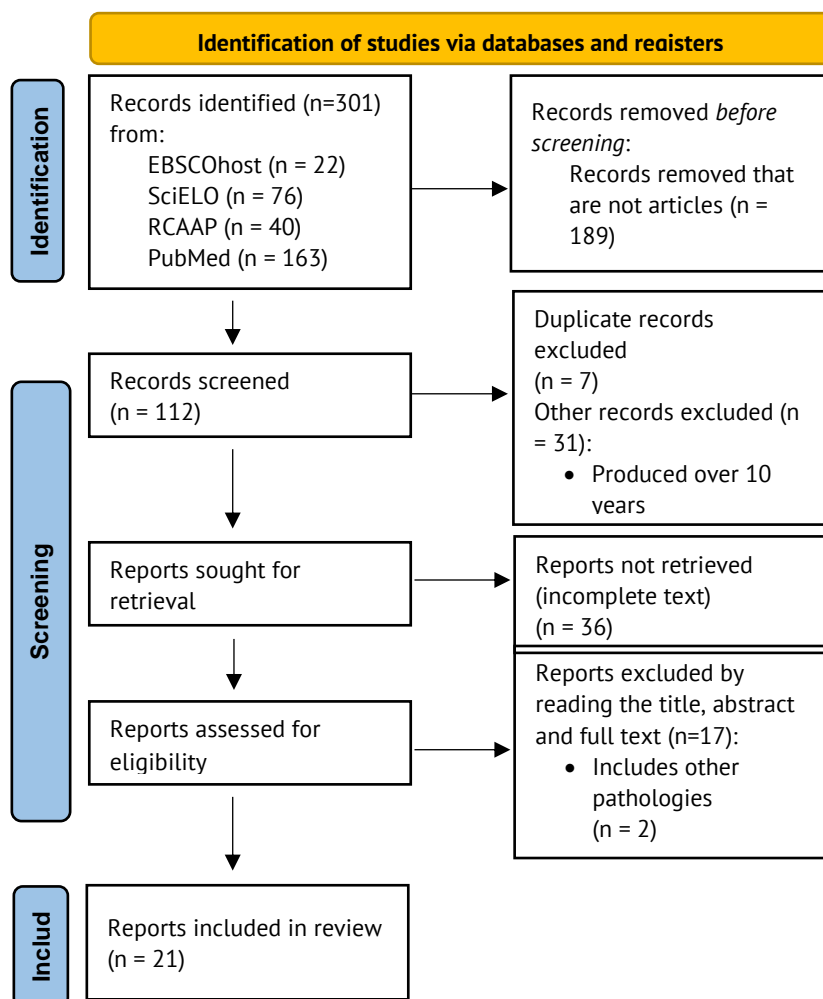 Identification of studies via databases and registers
Identification
Records identified (n=301)
from:
EBSCOhost (n = 22)
SciELO (n = 76)
RCAAP (n = 40)
PubMed (n = 163)
Records removed before
screening:
Records removed that
are not articles (n =
189)
Screening
Records screened
(n = 112)
Duplicate records
excluded
(n = 7)
Other records excluded (n
= 31):
• Produced over 10
years
Reports sought for
retrieval
Reports not retrieved
(incomplete text)
(n = 36)
Reports assessed for
eligibility
Reports excluded by
reading the title, abstract
and full text (n=17):
• Includes other
pathologies
(n = 2)
Includ
Reports included in review
(n = 21)